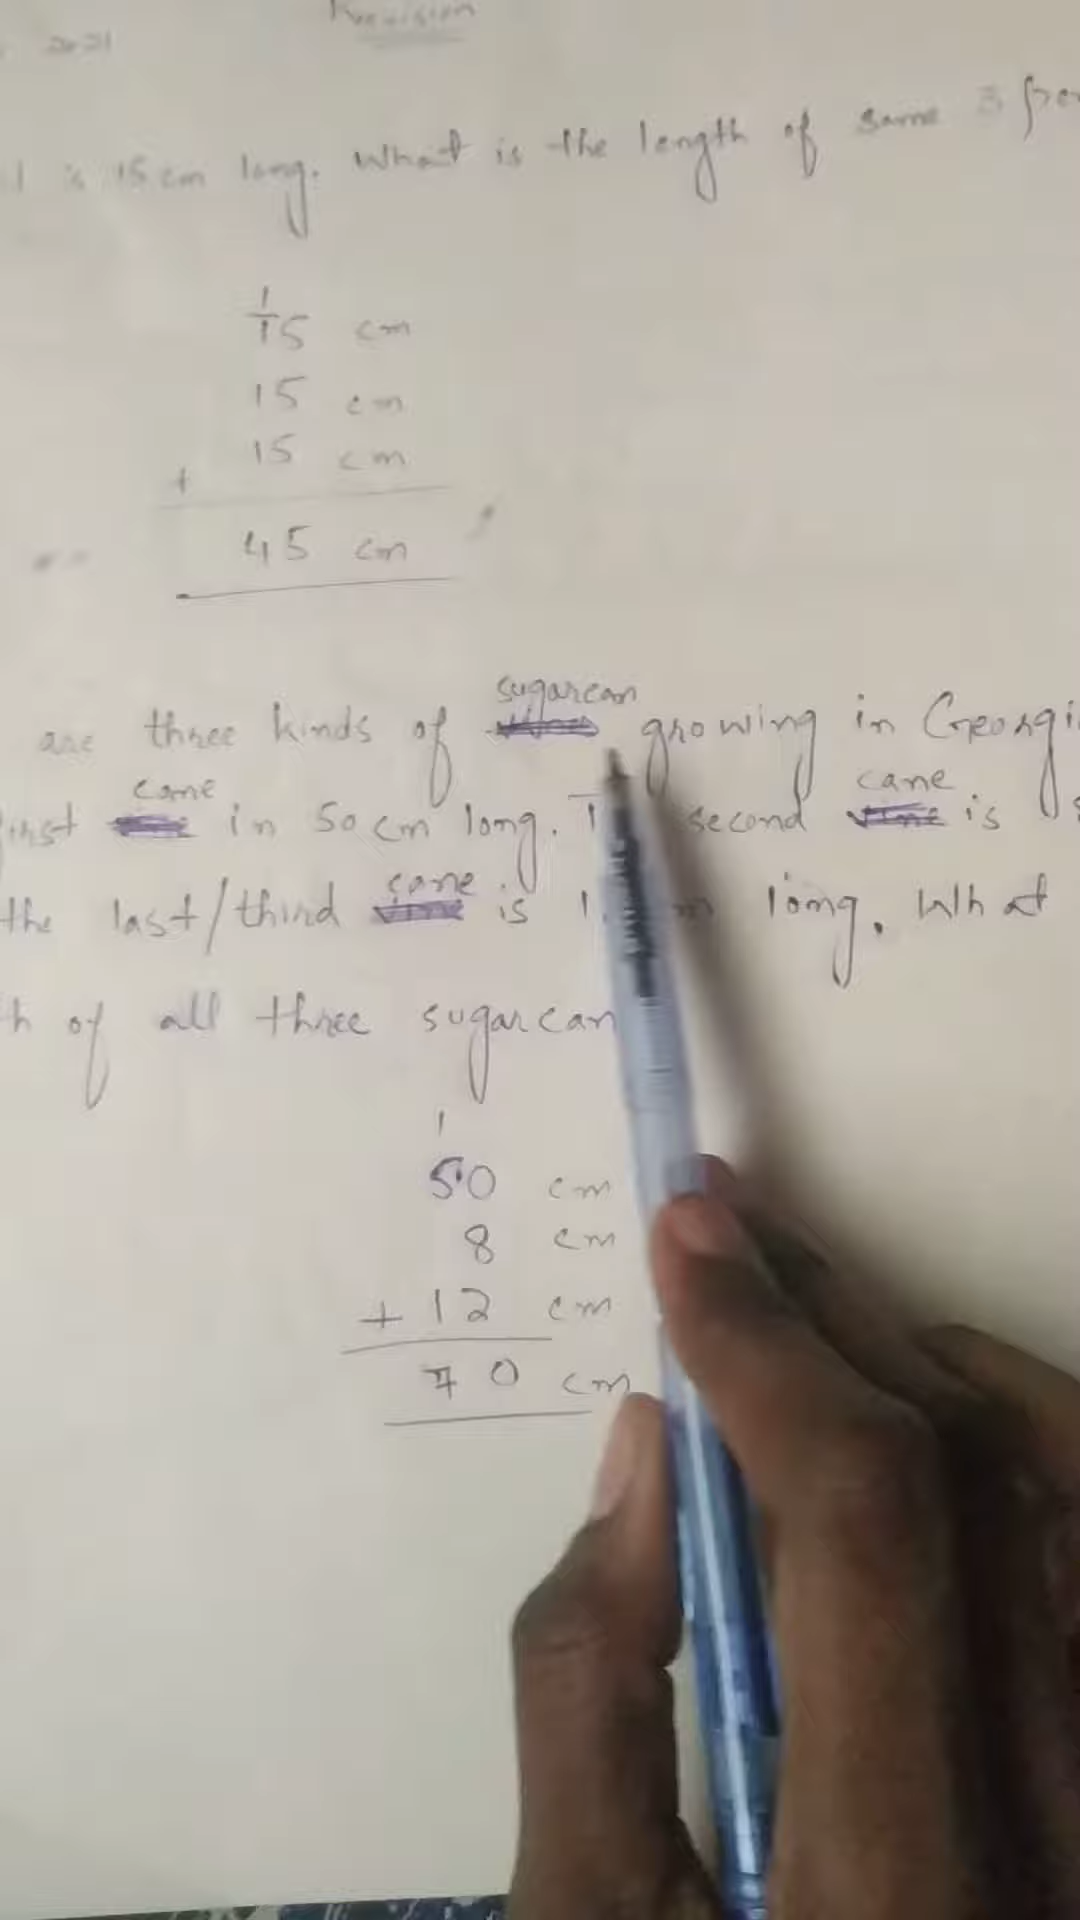 2021 Revision
is 15 cm long. What is the length of same 3
1
15 cm
15 cm
+ 15 cm
45 cm
sugarcan
are three kinds of growing in Georgi
cane cane
in 50 cm long. second is
cane
the last/third vine is long. What
of all three sugarcan
1
50 cm
8 cm
+ 12 cm
70 cm